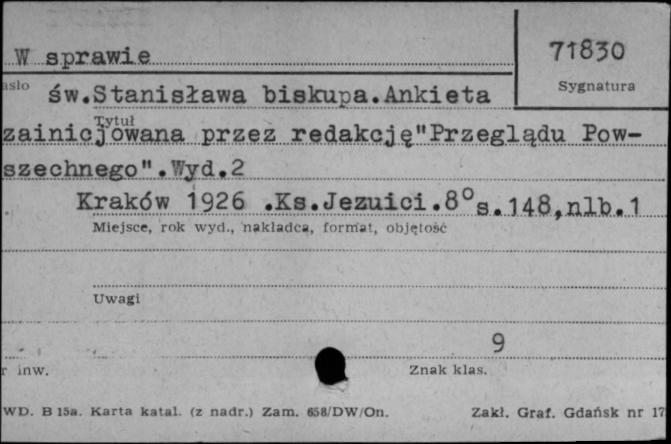 W sprawie
71830
Sygnatura
asło św.Stanisława biskupa.Ankieta
Tytuł
zainicjowana przez redakcję"Przeglądu Pow-
szechnego".Wyd.2
Kraków 1926 .Ks.Jezuici.8° s.148,nlb.1
Miejsce, rok wyd., nakładca, format, objętość
Uwagi
9
r inw.
Znak klas.
WD. B 15a. Karta katal. (z nadr.) Zam. 658/DW/On.
Zakł. Graf. Gdańsk nr 17